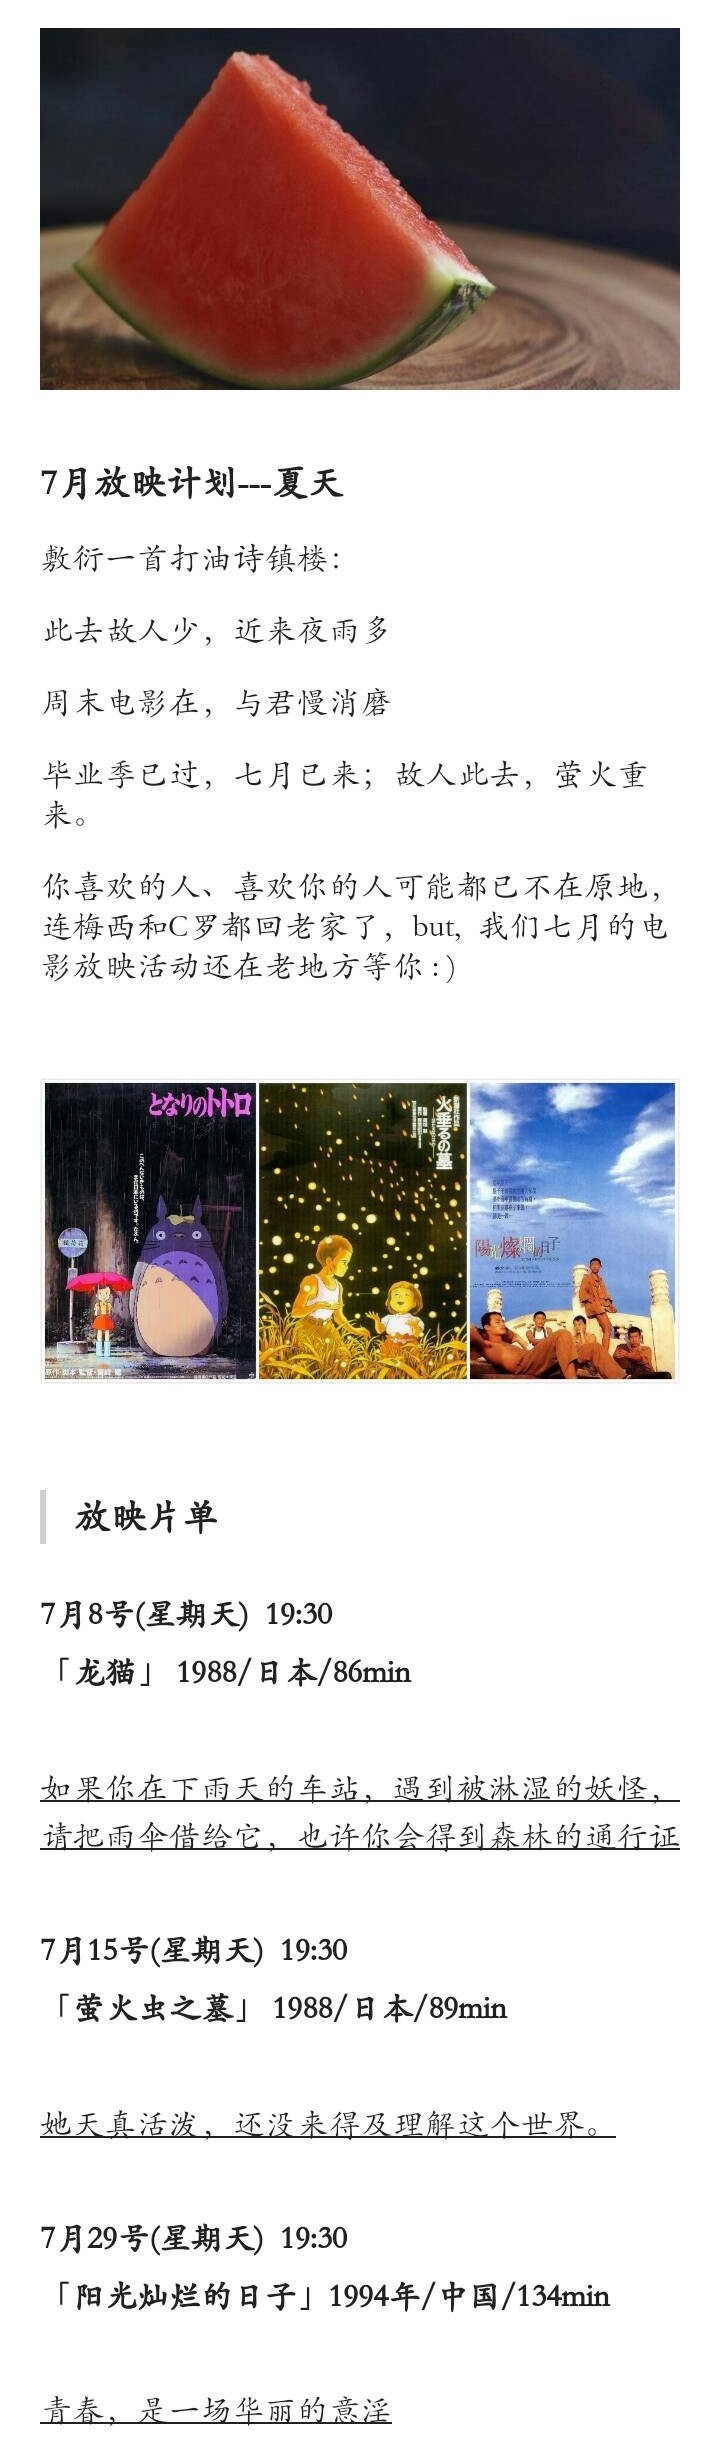 7月放映计划---夏天
敷衍一首打油诗镇楼：
此去故人少，近来夜雨多
周末电影在，与君慢消磨
毕业季已过，七月已来；故人此去，萤火重
来。
你喜欢的人、喜欢你的人可能都已不在原地，
连梅西和C罗都回老家了，but, 我们七月的电
影放映活动还在老地方等你 : )
となりのトトロ
火垂るの墓
陽光燦爛的日子
放映片单
7月8号(星期天) 19:30
「龙猫」 1988/日本/86min
如果你在下雨天的车站，遇到被淋湿的妖怪，
请把雨伞借给它，也许你会得到森林的通行证
7月15号(星期天) 19:30
「萤火虫之墓」 1988/日本/89min
她天真活泼，还没来得及理解这个世界。
7月29号(星期天) 19:30
「阳光灿烂的日子」1994年/中国/134min
青春，是一场华丽的意淫